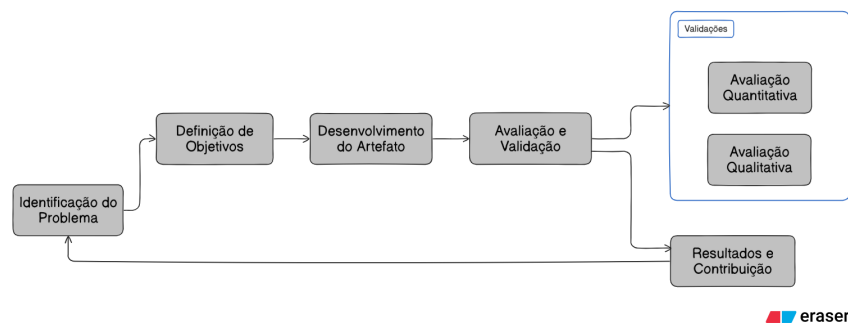 Validações
Avaliação
Quantitativa
Definição de
Objetivos
Desenvolvimento
do Artefato
Avaliação e
Validação
Avaliação
Qualitativa
Identificação do
Problema
Resultados e
Contribuição
eraser